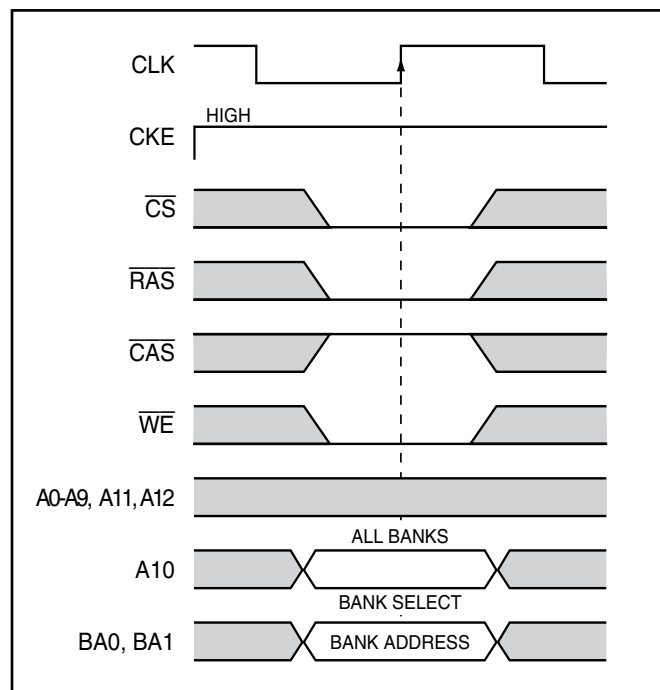 CLK
HIGH
CKE
CS
RAS
CAS
WE
A0-A9, A11, A12
ALL BANKS
A10
BANK SELECT
BA0, BA1
BANK ADDRESS